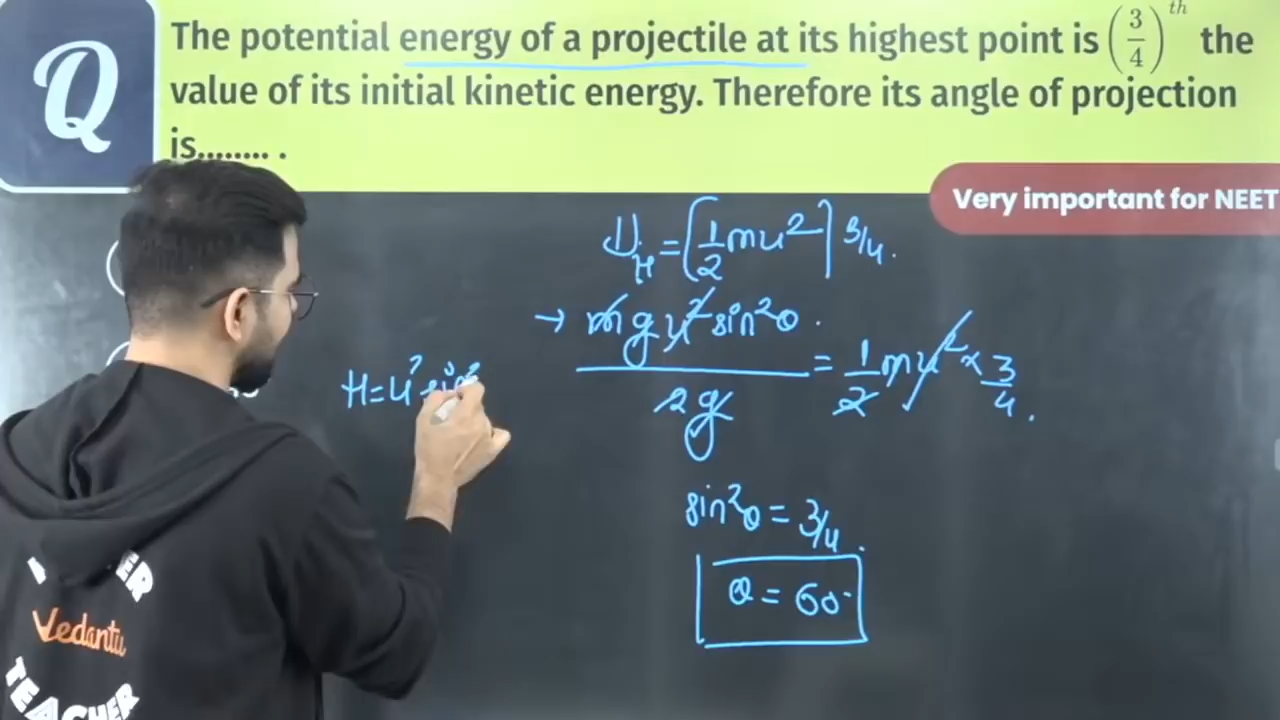 Q
The potential energy of a projectile at its highest point is (3/4)^th the
value of its initial kinetic energy. Therefore its angle of projection
is........ .
Very important for NEET
U_H = [1/2 mu²] 3/4.
→ mgu²sin²θ / 2g = 1/2 mu² × 3/4.
H = u² sin²
sin²θ = 3/4.
θ = 60°
Vedantu
TEACHER